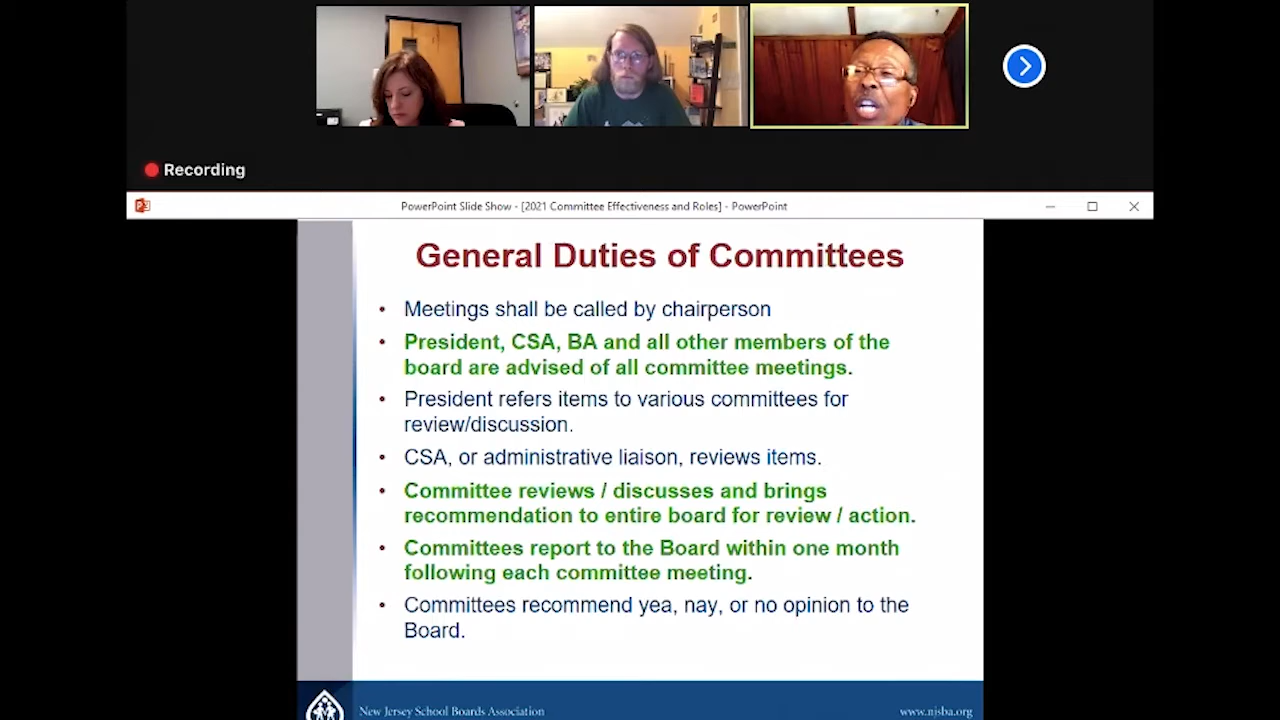 Recording
PowerPoint Slide Show - [2021 Committee Effectiveness and Roles] - PowerPoint
General Duties of Committees
• Meetings shall be called by chairperson
• President, CSA, BA and all other members of the
board are advised of all committee meetings.
• President refers items to various committees for
review/discussion.
• CSA, or administrative liaison, reviews items.
• Committee reviews / discusses and brings
recommendation to entire board for review / action.
• Committees report to the Board within one month
following each committee meeting.
• Committees recommend yea, nay, or no opinion to the
Board.
New Jersey School Boards Association
www.njsba.org